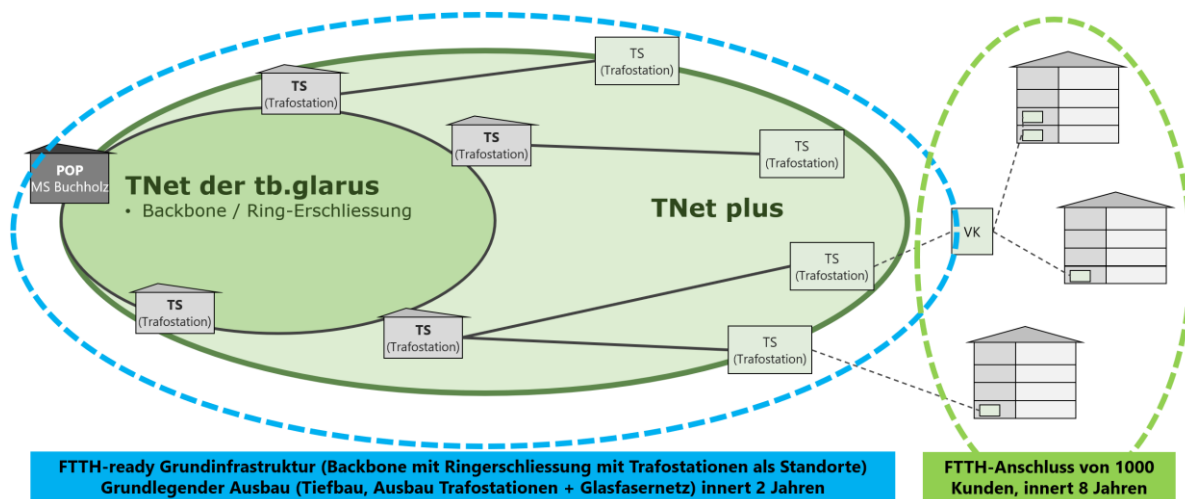 TS
(Trafostation)
TS
(Trafostation)
TS
(Trafostation)
TS
(Trafostation)
POP
MS Buchholz
TNet der tb.glarus
• Backbone / Ring-Erschliessung
TNet plus
VK
TS
(Trafostation)
TS
(Trafostation)
TS
(Trafostation)
TS
(Trafostation)
FTTH-ready Grundinfrastruktur (Backbone mit Ringerschliessung mit Trafostationen als Standorte)
Grundlegender Ausbau (Tiefbau, Ausbau Trafostationen + Glasfasernetz) innert 2 Jahren
FTTH-Anschluss von 1000
Kunden, innert 8 Jahren